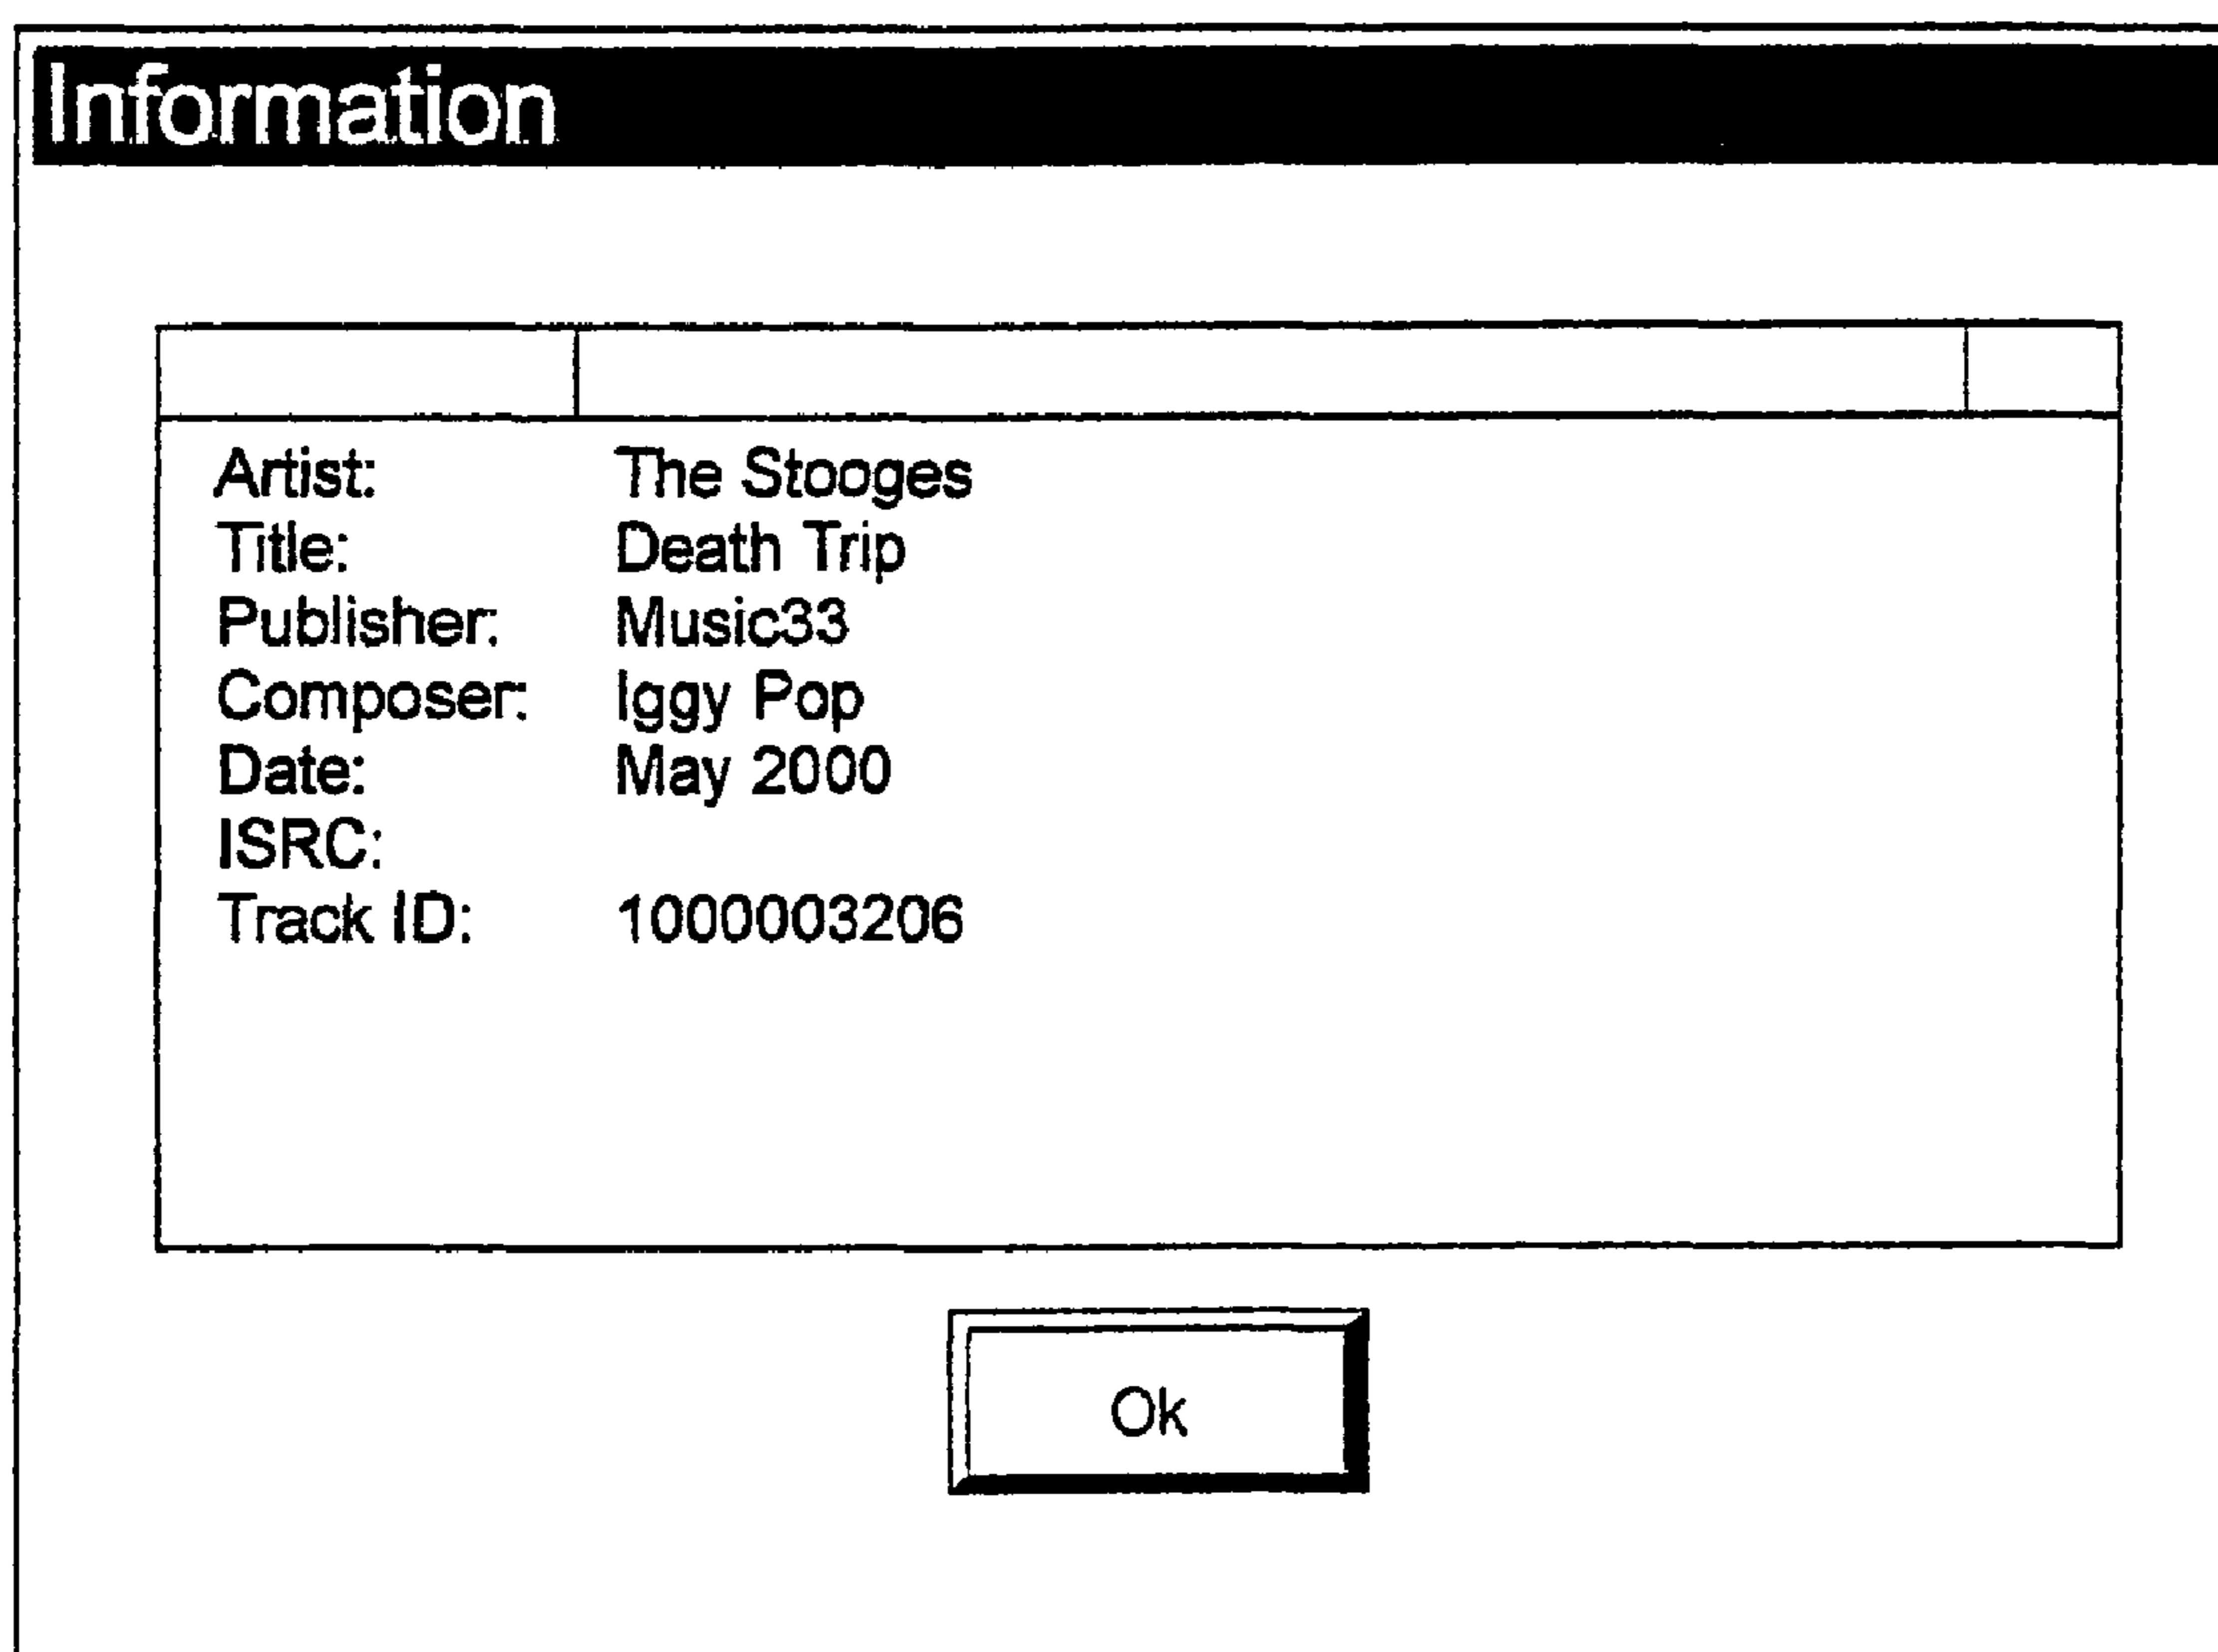 Information
Artist: The Stooges
Title: Death Trip
Publisher: Music33
Composer: Iggy Pop
Date: May 2000
ISRC:
Track ID: 1000003206
Ok